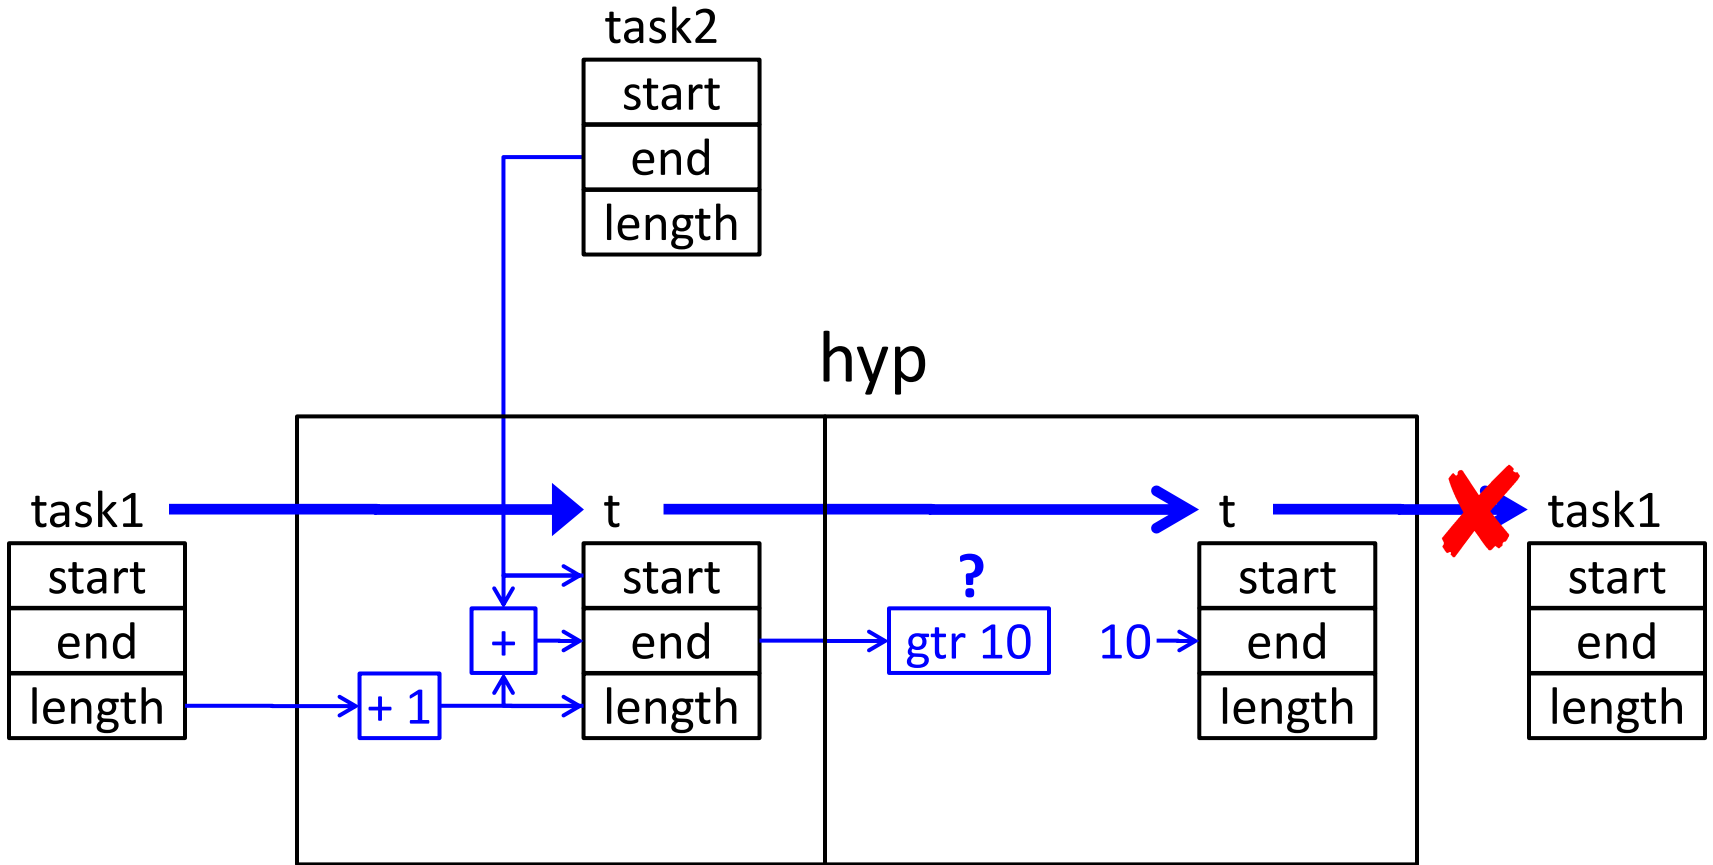 task2
start
end
length
hyp
task1
t
t
task1
start
end
length
+ 1
+
start
end
length
?
gtr 10
10
start
end
length
start
end
length